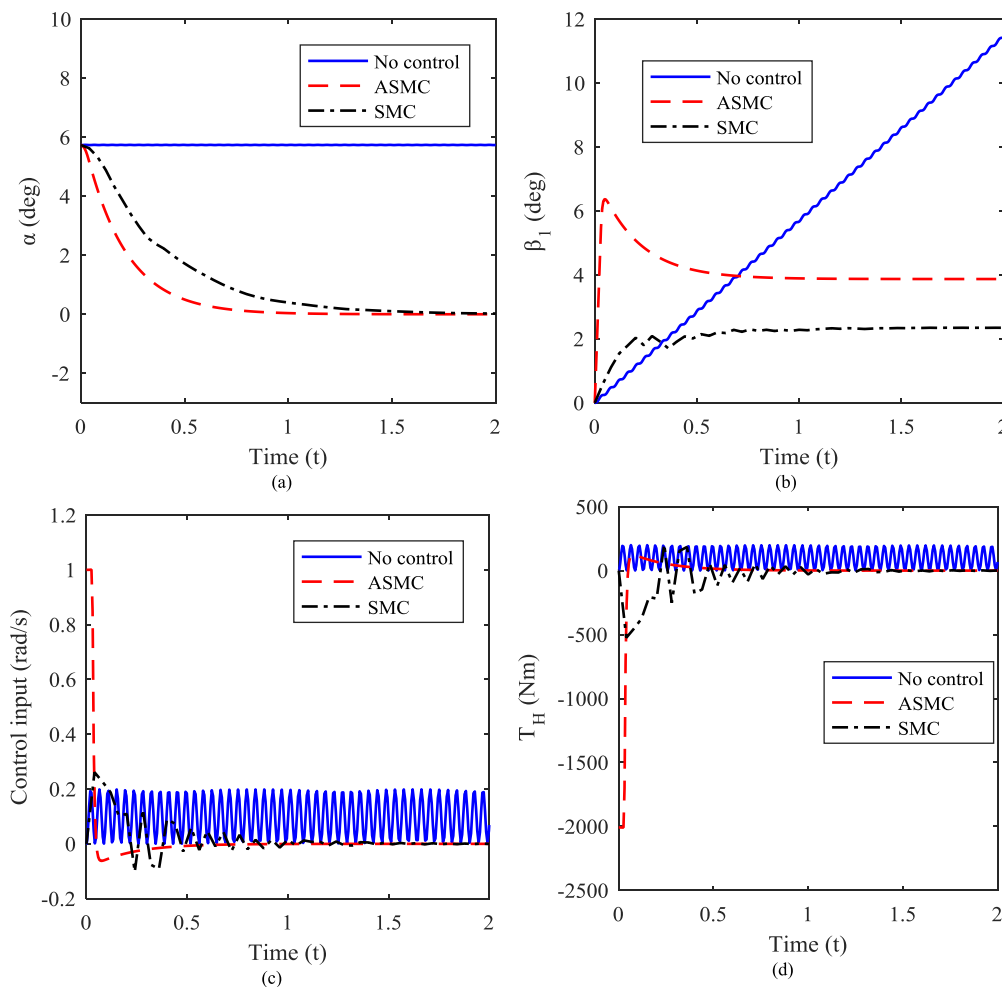 10
8
6
4
2
0
-2
α (deg)
No control
ASMC
SMC
0
0.5
1
1.5
2
Time (t)
(a)
12
10
8
6
4
2
0
β1 (deg)
No control
ASMC
SMC
0
0.5
1
1.5
2
Time (t)
(b)
1.2
1
0.8
0.6
0.4
0.2
0
-0.2
Control input (rad/s)
No control
ASMC
SMC
0
0.5
1
1.5
2
Time (t)
(c)
500
0
-500
-1000
-1500
-2000
-2500
TH (Nm)
No control
ASMC
SMC
0
0.5
1
1.5
2
Time (t)
(d)